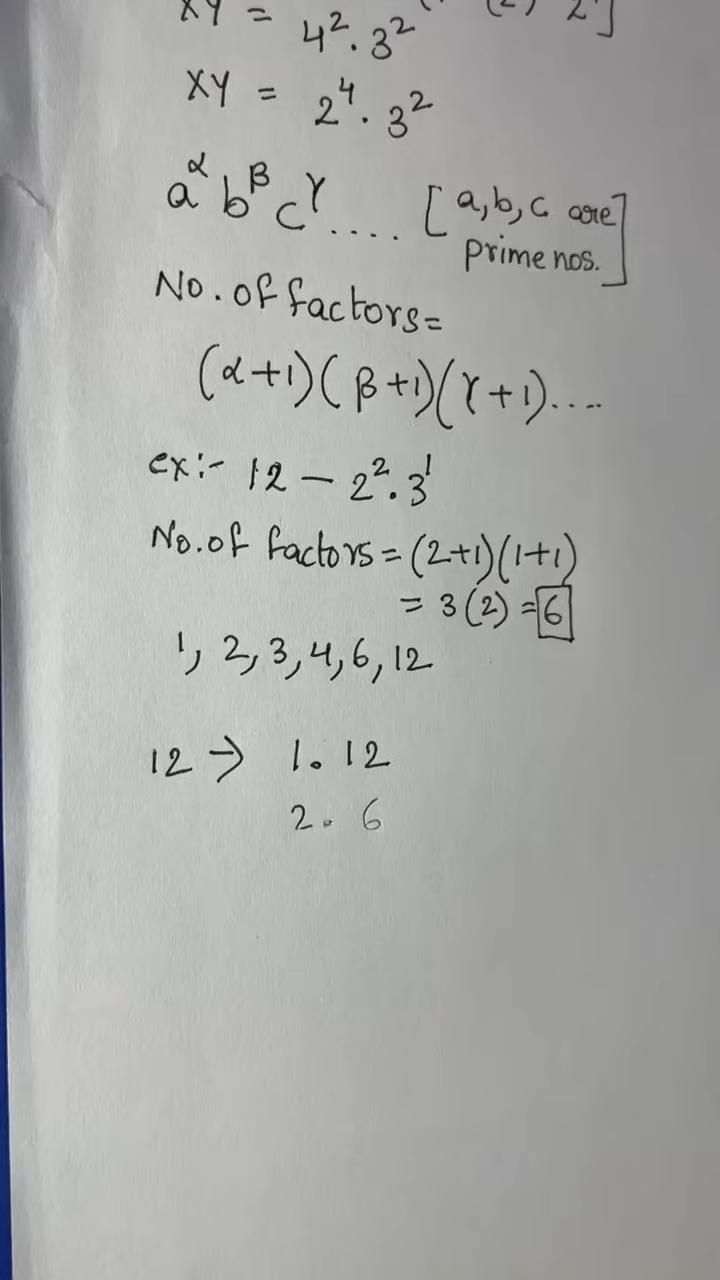 XY = 4². 3² (2) 2]
XY = 2⁴. 3²
a^α b^β c^γ .... [a,b,c are prime nos.]
No. of factors=
(α+1)(β+1)(γ+1)....
ex:- 12 – 2². 3¹
No. of factors = (2+1)(1+1)
= 3(2) = 6
1, 2, 3, 4, 6, 12
12 → 1. 12
2. 6